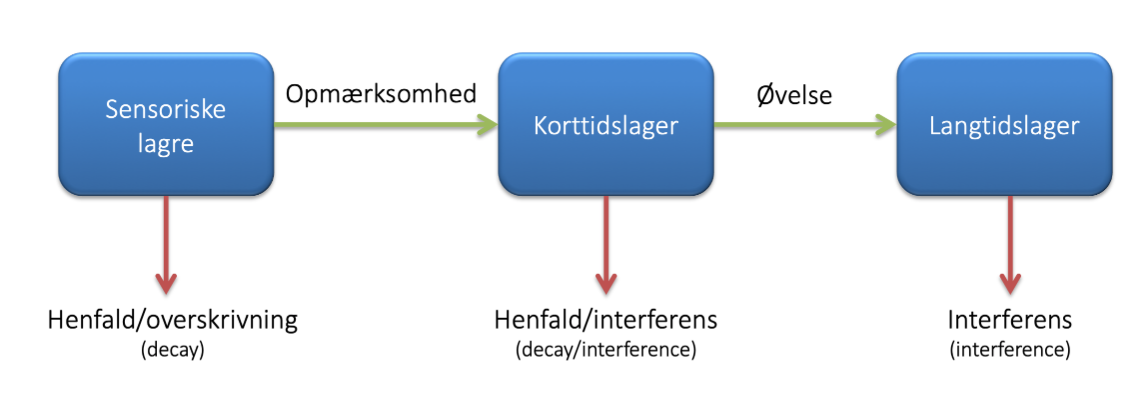 Sensoriske
lagre
Opmærksomhed
Korttidslager
Øvelse
Langtidslager
Henfald/overskrivning
(decay)
Henfald/interferens
(decay/interference)
Interferens
(interference)